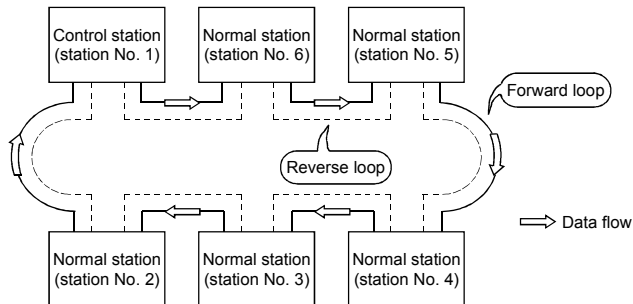 Control station
(station No. 1)
Normal station
(station No. 6)
Normal station
(station No. 5)
Forward loop
Reverse loop
Data flow
Normal station
(station No. 2)
Normal station
(station No. 3)
Normal station
(station No. 4)